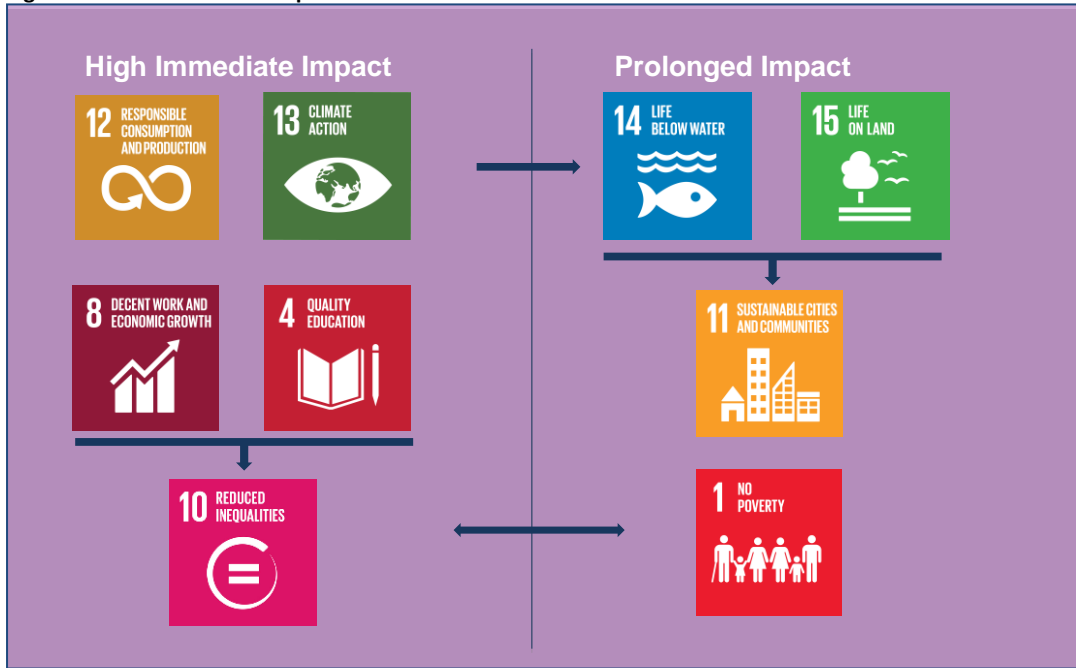 High Immediate Impact
Prolonged Impact
12 RESPONSIBLE
CONSUMPTION
AND PRODUCTION
13 CLIMATE
ACTION
14 LIFE
BELOW WATER
15 LIFE
ON LAND
8 DECENT WORK AND
ECONOMIC GROWTH
4 QUALITY
EDUCATION
11 SUSTAINABLE CITIES
AND COMMUNITIES
10 REDUCED
INEQUALITIES
1 NO
POVERTY